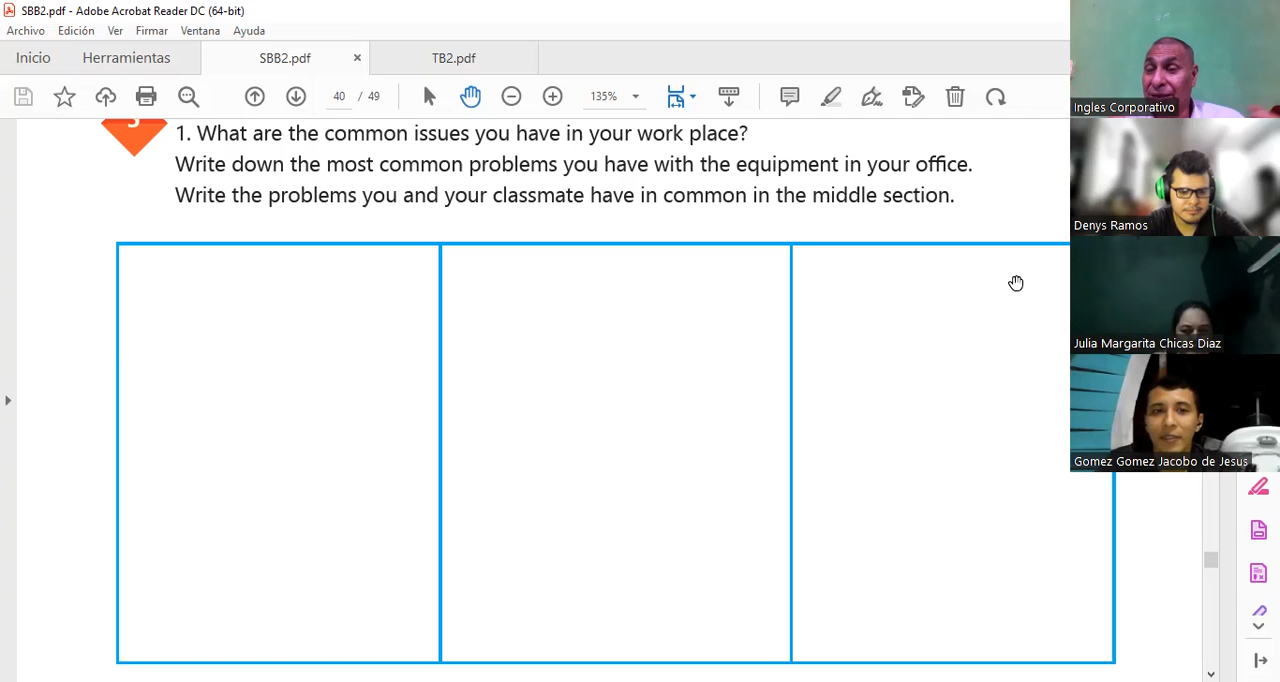 SBB2.pdf - Adobe Acrobat Reader DC (64-bit)
Archivo Edición Ver Firmar Ventana Ayuda
Inicio Herramientas SBB2.pdf × TB2.pdf
40 / 49 135%
1. What are the common issues you have in your work place?
Write down the most common problems you have with the equipment in your office.
Write the problems you and your classmate have in common in the middle section.
Ingles Corporativo
Denys Ramos
Julia Margarita Chicas Diaz
Gomez Gomez Jacobo de Jesus